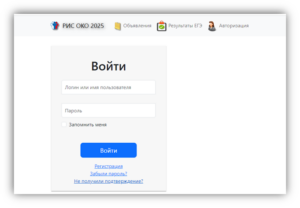 РИС ОКО 2025 Объявления Результаты ЕГЭ Авторизация
Войти
Логин или имя пользователя
Пароль
Запомнить меня
Войти
Регистрация
Забыли пароль?
Не получили подтверждение?